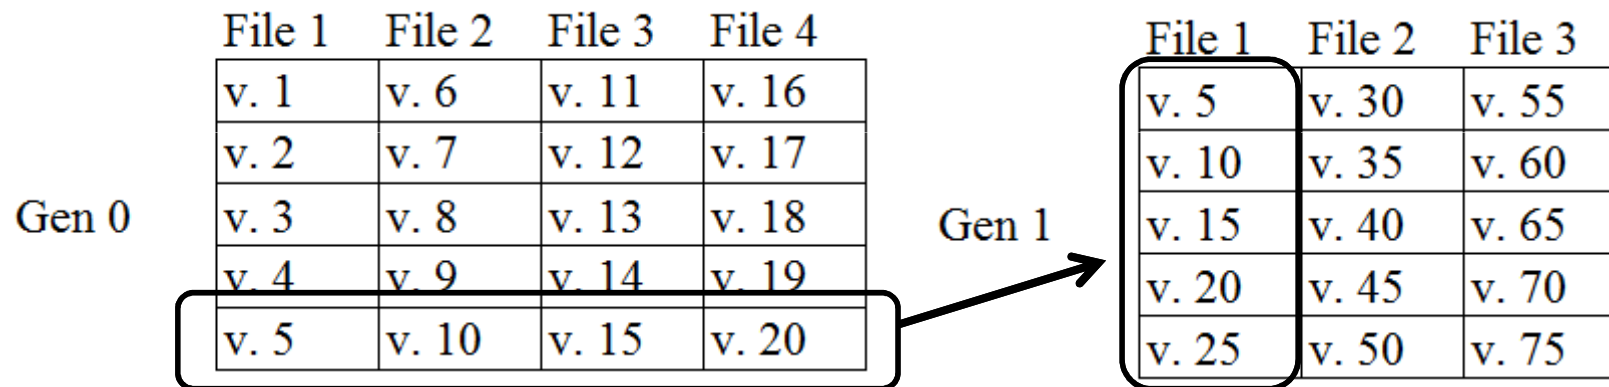 File 1 File 2 File 3 File 4
v. 1 v. 6 v. 11 v. 16
v. 2 v. 7 v. 12 v. 17
Gen 0 v. 3 v. 8 v. 13 v. 18
v. 4 v. 9 v. 14 v. 19
v. 5 v. 10 v. 15 v. 20
File 1 File 2 File 3
v. 5 v. 30 v. 55
v. 10 v. 35 v. 60
Gen 1 v. 15 v. 40 v. 65
v. 20 v. 45 v. 70
v. 25 v. 50 v. 75